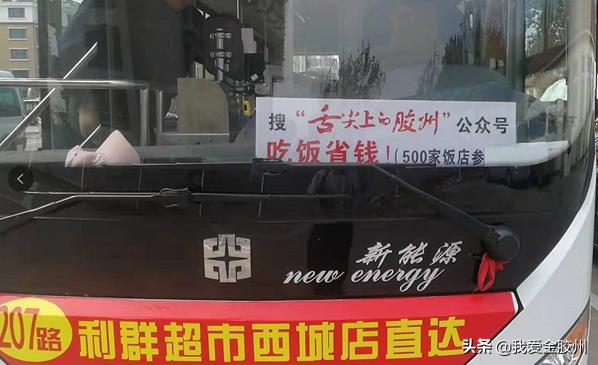 搜“舌尖上的胶州”公众号
吃饭省钱！(500家饭店参
新能源
new energy
207路 利群超市西城店直达
头条 @我爱金胶州